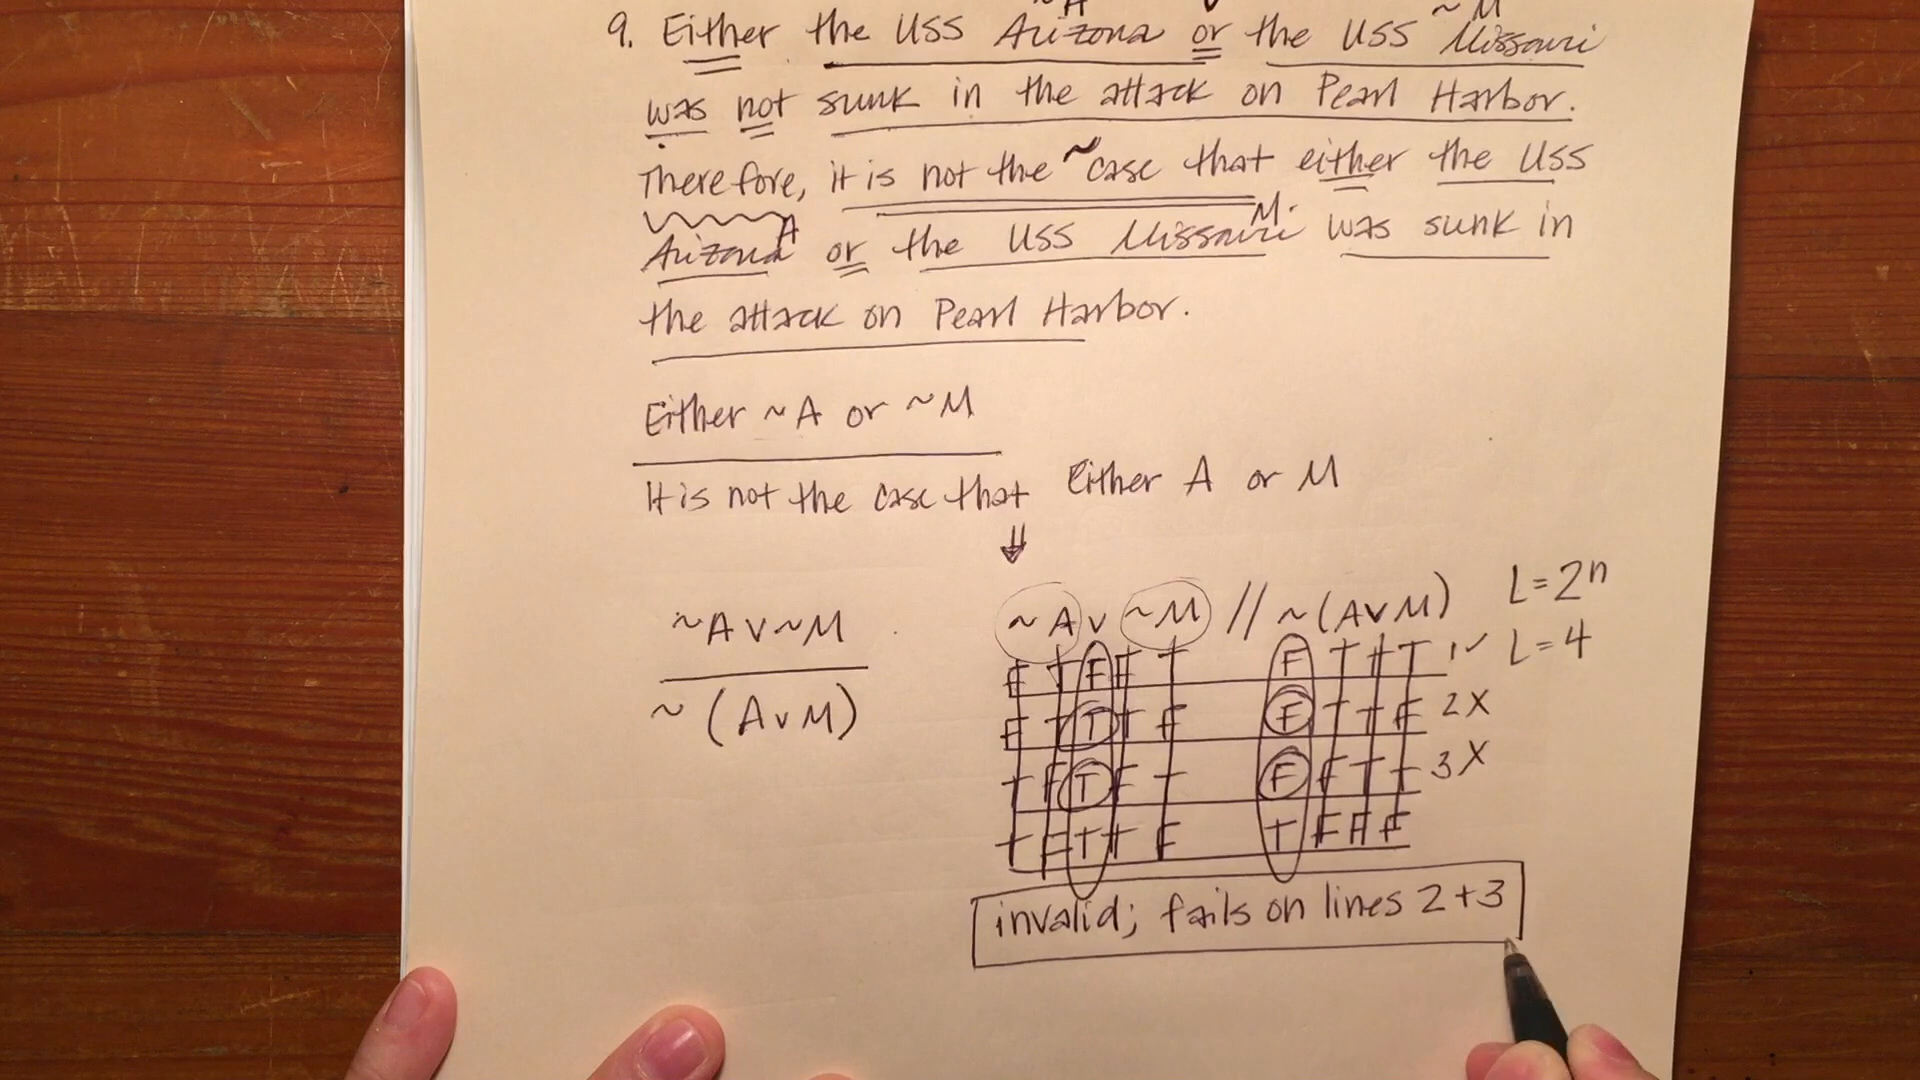 ~A v ~M
9. Either the USS Arizona or the USS Missouri
was not sunk in the attack on Pearl Harbor.
Therefore, it is not the ~ case that either the USS
A M.
Arizona or the USS Missouri was sunk in
the attack on Pearl Harbor.
Either ~A or ~M
It is not the case that Either A or M
⇓
~A v ~M
~(A v M)
~A v ~M // ~(A v M) L=2ⁿ
F T F F T F T T T 1✓ L=4
F T T T F F T T F 2X
T F T F T F F T T 3X
T F T T F T F F F
invalid; fails on lines 2+3